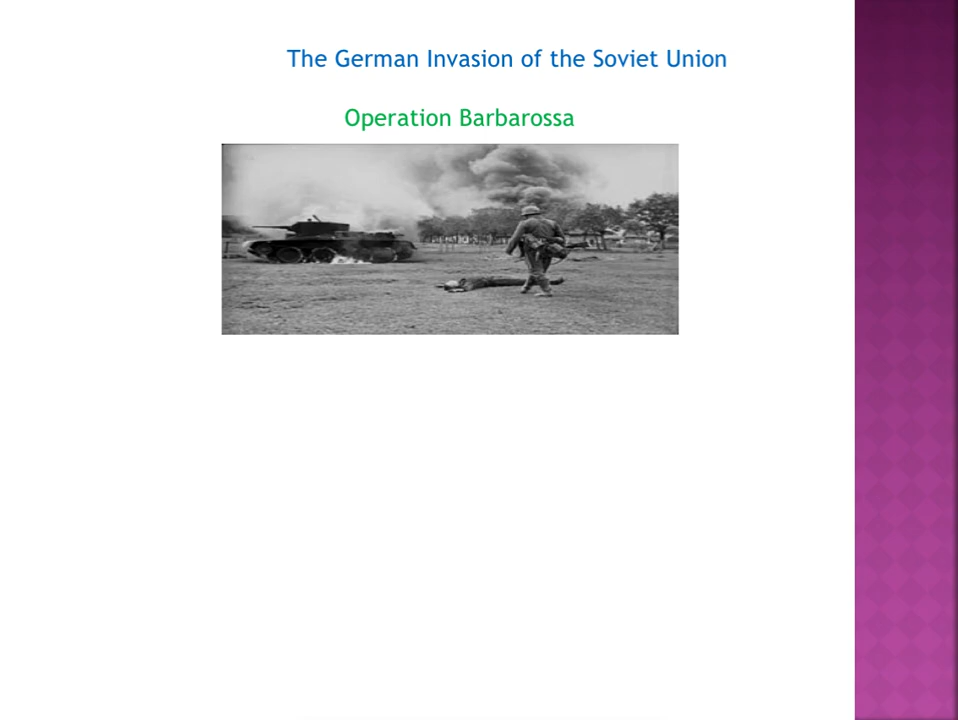 The German Invasion of the Soviet Union
Operation Barbarossa